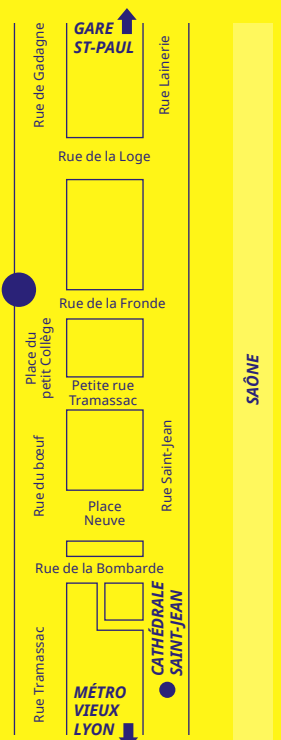 GARE
ST-PAUL
Rue de Gadagne
Rue Lainerie
Rue de la Loge
Rue de la Fronde
Place du
petit Collège
Petite rue
Tramassac
SAÔNE
Rue du bœuf
Rue Saint-Jean
Place
Neuve
Rue de la Bombarde
CATHÉDRALE
SAINT-JEAN
Rue Tramassac
MÉTRO
VIEUX
LYON